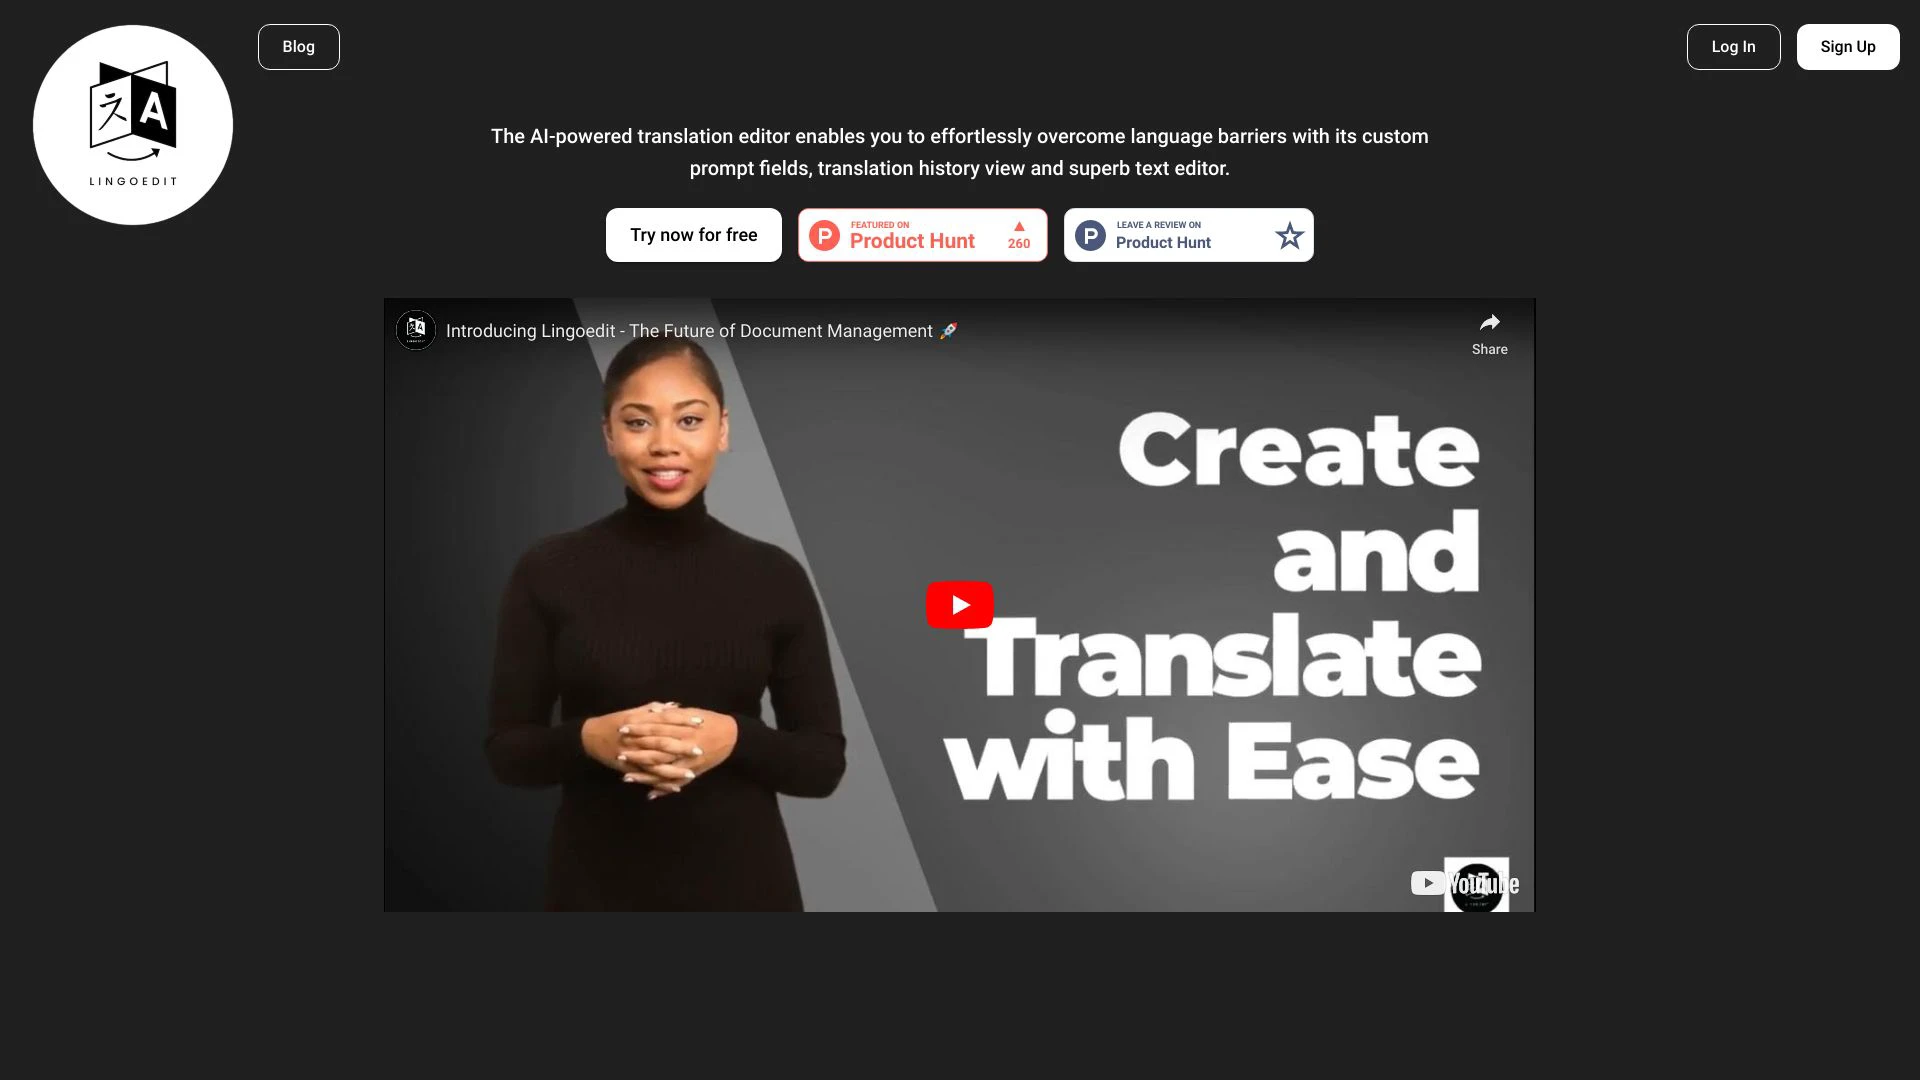 文 A
LINGOEDIT
Blog
Log In
Sign Up
The AI-powered translation editor enables you to effortlessly overcome language barriers with its custom
prompt fields, translation history view and superb text editor.
Try now for free
P
FEATURED ON
Product Hunt
260
P
LEAVE A REVIEW ON
Product Hunt
Introducing Lingoedit - The Future of Document Management 🚀
Share
Create
and
Translate
with Ease
YouTube